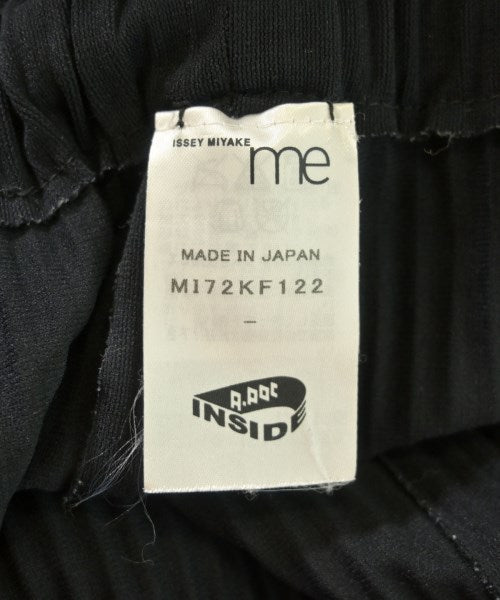 ISSEY MIYAKE
me
MADE IN JAPAN
MI72KF122
-
A.POC
INSIDE